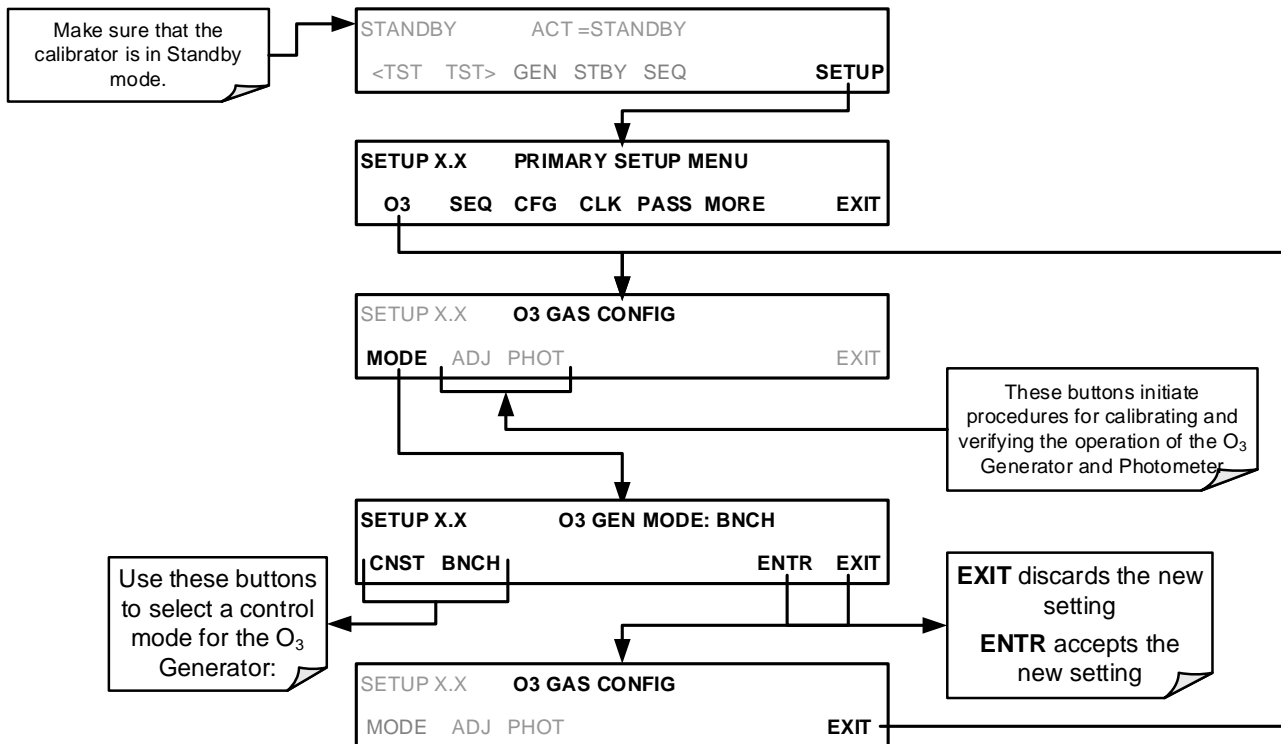 Make sure that the
calibrator is in Standby
mode.
STANDBY ACT =STANDBY
<TST TST> GEN STBY SEQ SETUP
SETUP X.X PRIMARY SETUP MENU
O3 SEQ CFG CLK PASS MORE EXIT
SETUP X.X O3 GAS CONFIG
MODE ADJ PHOT EXIT
These buttons initiate
procedures for calibrating and
verifying the operation of the O₃
Generator and Photometer
SETUP X.X O3 GEN MODE: BNCH
CNST BNCH ENTR EXIT
Use these buttons
to select a control
mode for the O₃
Generator:
EXIT discards the new
setting
ENTR accepts the
new setting
SETUP X.X O3 GAS CONFIG
MODE ADJ PHOT EXIT